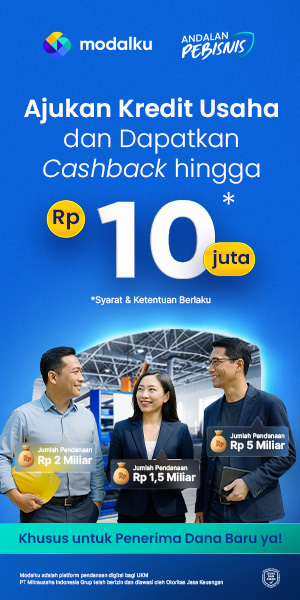 modalku
ANDALAN
PEBISNIS
Ajukan Kredit Usaha
dan Dapatkan
Cashback hingga
Rp 10 juta*
*Syarat & Ketentuan Berlaku
Jumlah Pendanaan
Rp 2 Miliar
Jumlah Pendanaan
Rp 1,5 Miliar
Jumlah Pendanaan
Rp 5 Miliar
Khusus untuk Penerima Dana Baru ya!
Modalku adalah platform pendanaan digital bagi UKM
PT Mitrausaha Indonesia Grup telah berizin dan diawasi oleh Otoritas Jasa Keuangan